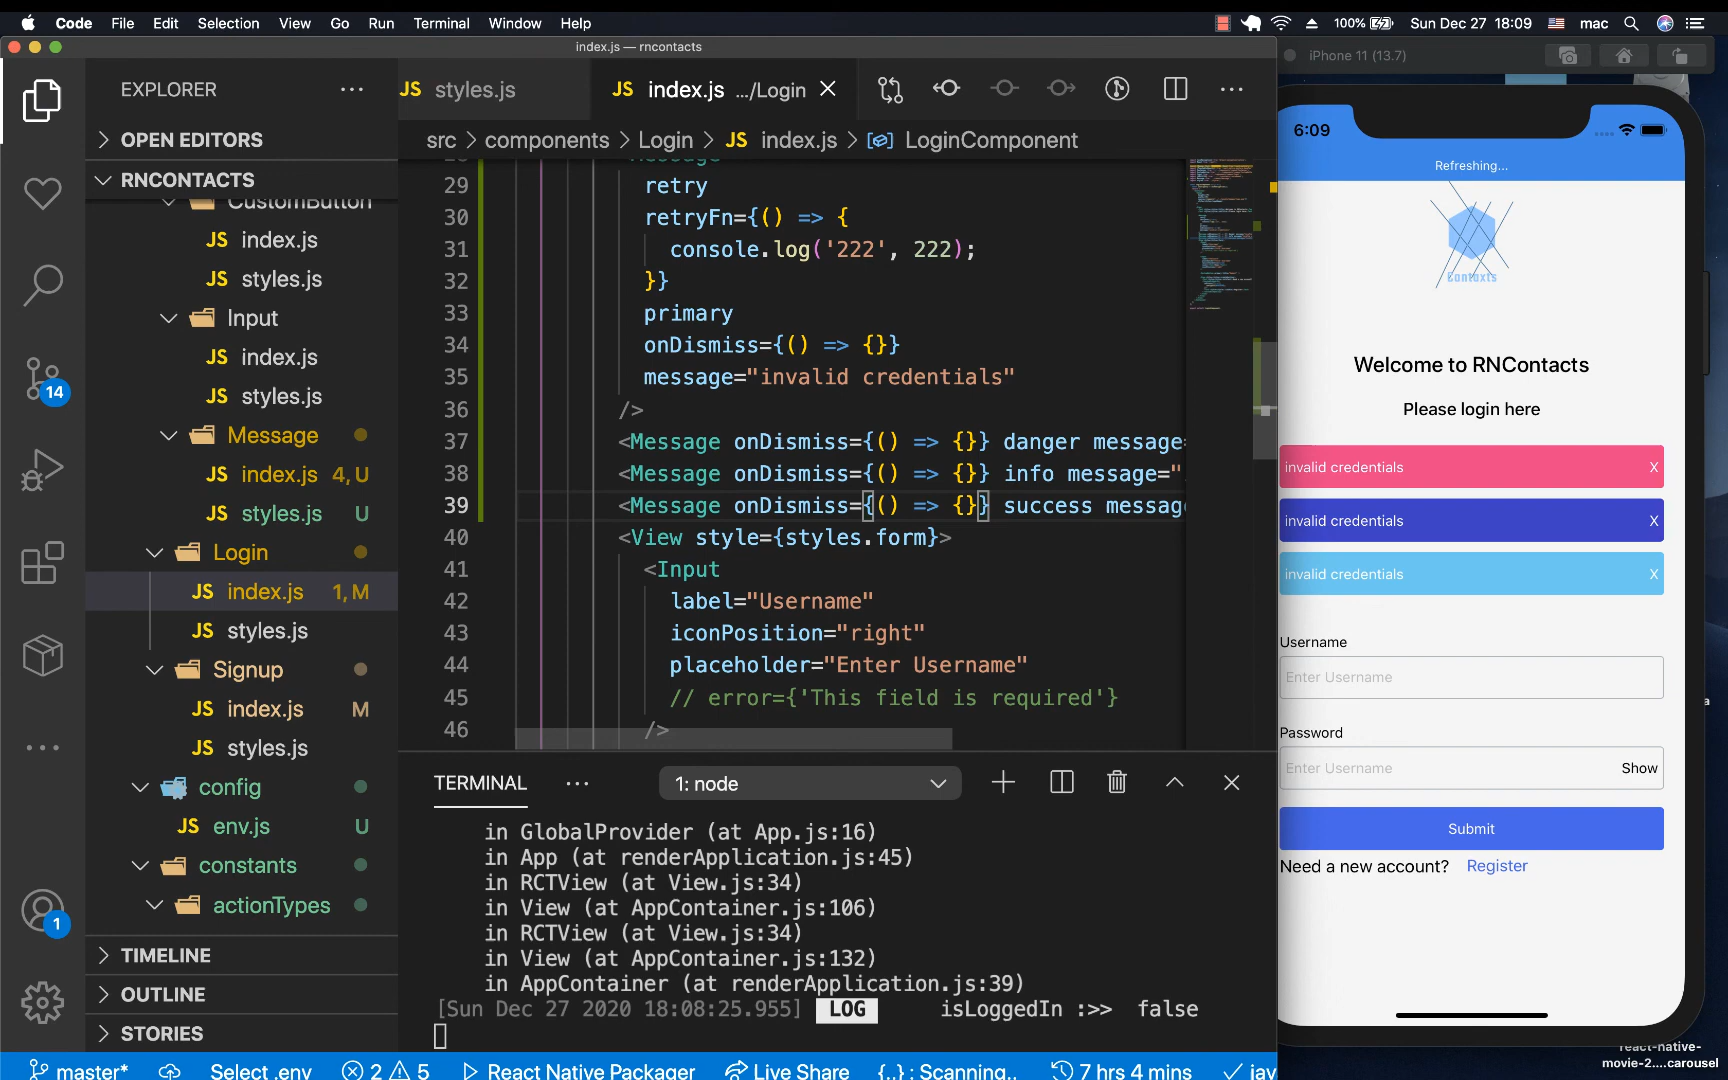 Code File Edit Selection View Go Run Terminal Window Help
100% Sun Dec 27 18:09 mac
index.js — rncontacts
EXPLORER
OPEN EDITORS
RNCONTACTS
CustomButton
JS index.js
JS styles.js
Input
JS index.js
JS styles.js
Message
JS index.js 4, U
JS styles.js U
Login
JS index.js 1, M
JS styles.js
Signup
JS index.js M
JS styles.js
config
JS env.js U
constants
actionTypes
TIMELINE
OUTLINE
STORIES
14
1
JS styles.js
JS index.js .../Login
src > components > Login > JS index.js > LoginComponent
29 retry
30 retryFn={() => {
31 console.log('222', 222);
32 }}
33 primary
34 onDismiss={() => {}}
35 message="invalid credentials"
36 />
37 <Message onDismiss={() => {}} danger message=
38 <Message onDismiss={() => {}} info message="
39 <Message onDismiss={() => {}} success message
40 <View style={styles.form}>
41 <Input
42 label="Username"
43 iconPosition="right"
44 placeholder="Enter Username"
45 // error={'This field is required'}
46 />
TERMINAL
1: node
in GlobalProvider (at App.js:16)
in App (at renderApplication.js:45)
in RCTView (at View.js:34)
in View (at AppContainer.js:106)
in RCTView (at View.js:34)
in View (at AppContainer.js:132)
in AppContainer (at renderApplication.js:39)
[Sun Dec 27 2020 18:08:25.955] LOG isLoggedIn :>> false
master* Select .env 2 5 React Native Packager Live Share {..} : Scanning.. 7 hrs 4 mins jav
iPhone 11 (13.7)
6:09
Refreshing...
Contaxts
Welcome to RNContacts
Please login here
invalid credentials X
invalid credentials X
invalid credentials X
Username
Enter Username
Password
Enter Username Show
Submit
Need a new account? Register
react-native-
movie-2....carousel